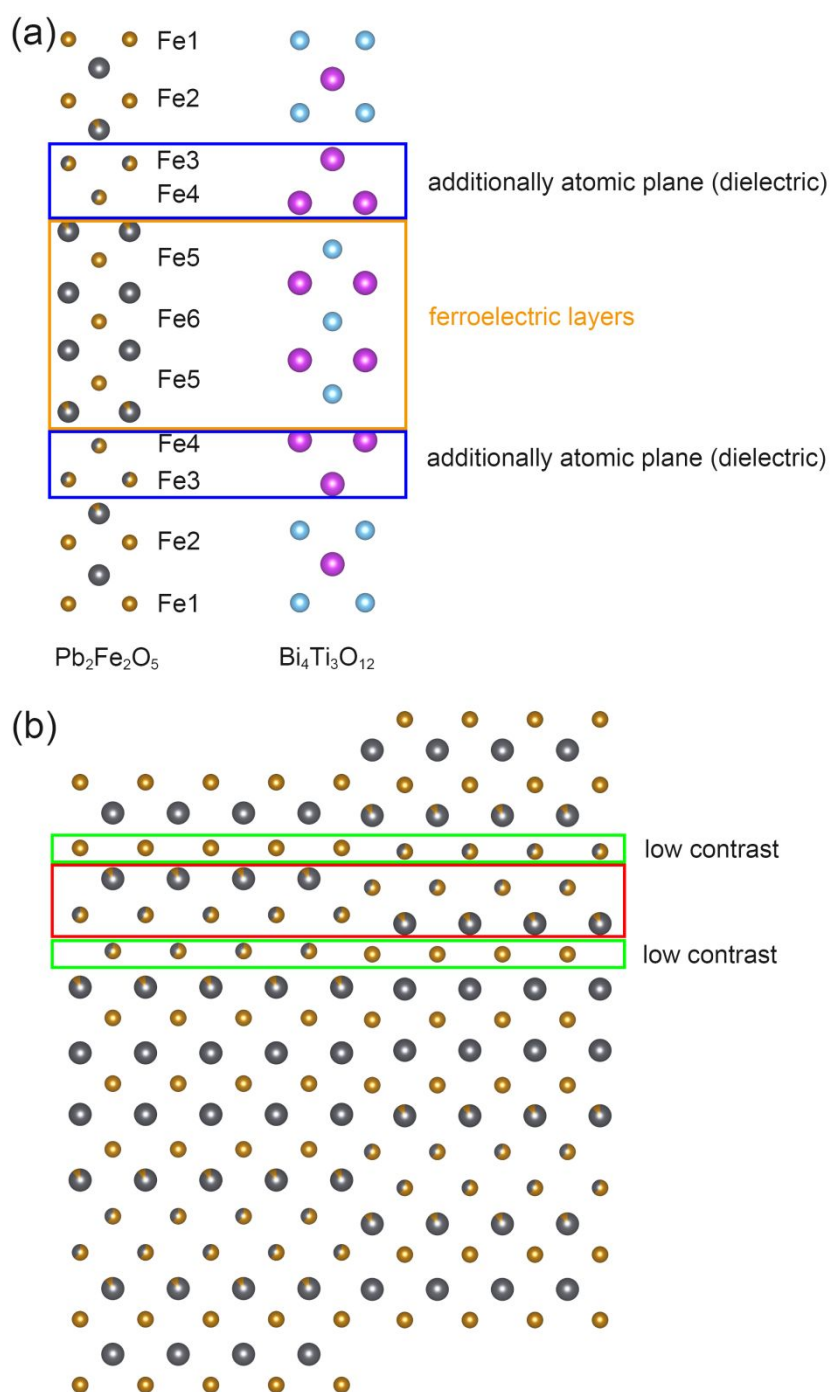 (a)
Fe1
Fe2
Fe3
Fe4
additionally atomic plane (dielectric)
Fe5
Fe6
ferroelectric layers
Fe5
Fe4
Fe3
additionally atomic plane (dielectric)
Fe2
Fe1
Pb₂Fe₂O₅
Bi₄Ti₃O₁₂
(b)
low contrast
low contrast